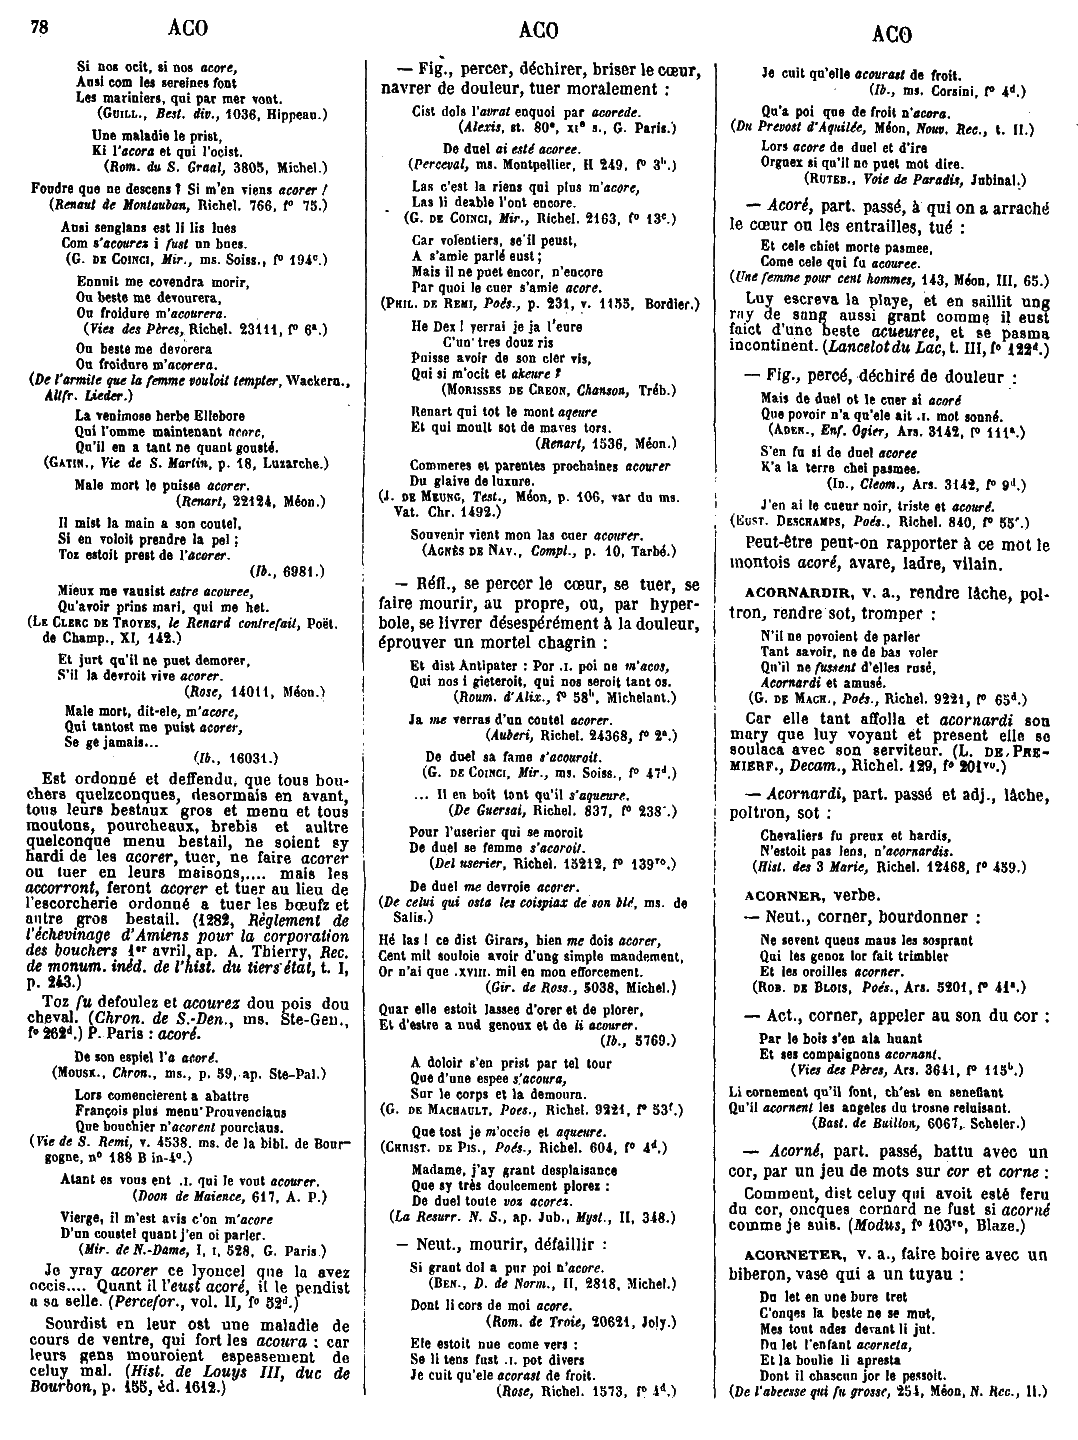 78 ACO ACO ACO
Si nos ocit, si nos acore,
Ausi com les sereines font
Les mariniers, qui par mer vont.
(GUILL., Best. div., 1036, Hippeau.)
Une maladie le prist,
Ki l'acora et qui l'ocist.
(Rom. du S. Graal, 3805, Michel.)
Foudre que ne descens? Si m'en viens acorer!
(Renaut de Montauban, Richel. 766, f° 75.)
Ausi senglans est li lis lués
Com s'acourez i fust un bues.
(G. DE COINCI, Mir., ms. Soiss., f° 194c.)
Ennuit me covendra morir,
Ou beste me devourera,
Ou froidure m'acourera.
(Vies des Pères, Richel. 23111, f° 6a.)
Ou beste me devorera
Ou froidure m'acorera.
(De l'armite que la femme vouloit tempter, Wackern.,
Altfr. Lieder.)
La venimose herbe Ellebore
Qui l'omme maintenant acore,
Qu'il en a tant ne quant gousté.
(GATIN., Vie de S. Martin, p. 18, Luzarche.)
Male mort le puisse acorer.
(Renart, 22124, Méon.)
Il mist la main a son coutel,
Si en voloit prendre la pel;
Toz estoit prest de l'acorer.
(Ib., 6981.)
Mieux me vausist estre acouree,
Qu'avoir prins mari, qui me het.
(LE CLERC DE TROYES, le Renard contrefait, Poët.
de Champ., XI, 142.)
Et jurt qu'il ne puet demorer,
S'il la devroit vive acorer.
(Rose, 14011, Méon.)
Male mort, dit-ele, m'acore,
Qui tantost me puist acorer,
Se ge jamais...
(Ib., 16031.)
Est ordonné et deffendu, que tous bou-
chers quelzconques, desormais en avant,
tous leurs bestaux gros et menu et tous
moutons, pourcheaux, brebis et aultre
quelconque menu bestail, ne soient sy
hardi de les acorer, tuer, ne faire acorer
ou tuer en leurs maisons,.... mais les
accorront, feront acorer et tuer au lieu de
l'escorcherie ordonné a tuer les bœufz et
autre gros bestail. (1282, Règlement de
l'échevinage d'Amiens pour la corporation
des bouchers 1er avril, ap. A. Thierry, Rec.
de monum. inéd. de l'hist. du tiers état, t. I,
p. 243.)
Toz fu defoulez et acourez dou pois dou
cheval. (Chron. de S.-Den., ms. Ste-Gen.,
f° 262d.) P. Paris: acoré.
De son espiel l'a acoré.
(MOUSK., Chron., ms., p. 59, ap. Ste-Pal.)
Lors comencierent a abattre
François plus menu Prouvenciaus
Que bouchier n'acorent pourciaus.
(Vie de S. Remi, v. 4538. ms. de la bibl. de Bour-
gogne, n° 188 B in-4°.)
Atant es vous ent .I. qui le vout acourer.
(Doon de Maience, 617, A. P.)
Vierge, il m'est avis c'on m'acore
D'un coustel quant j'en oi parler.
(Mir. de N.-Dame, I, 1, 528, G. Paris.)
Je yray acorer ce lyoncel que la avez
occis.... Quant il l'eust acoré, il le pendist
a sa selle. (Percefor., vol. II, f° 52d.)
Sourdist en leur ost une maladie de
cours de ventre, qui fort les acoura: car
leurs gens mouroient espessement de
celuy mal. (Hist. de Louys III, duc de
Bourbon, p. 155, éd. 1612.)
— Fig., percer, déchirer, briser le cœur,
navrer de douleur, tuer moralement:
Cist dols l'avrat enquoi par acorede.
(Alexis, st. 80e, XIe s., G. Paris.)
De duel ai esté acoree.
(Perceval, ms. Montpellier, H 249, f° 3b.)
Las c'est la riens qui plus m'acore,
Las li deable l'ont encore.
(G. DE COINCI, Mir., Richel. 2163, f° 13c.)
Car volentiers, se'il peust,
A s'amie parlé eust;
Mais il ne puet encor, n'encore
Par quoi le cuer s'amie acore.
(PHIL. DE REMI, Poés., p. 231, v. 1155, Bordier.)
He Dex! verrai je ja l'eure
C'un tres douz ris
Puisse avoir de son cler vis,
Qui si m'ocit et akeure?
(MORISSES DE CREON, Chanson, Tréb.)
Renart qui tot le mont aqeure
Et qui moult sot de maves tors.
(Renart, 1536, Méon.)
Commeres et parentes prochaines acourer
Du glaive de luxure.
(J. DE MEUNG, Test., Méon, p. 106, var du ms.
Vat. Chr. 1492.)
Souvenir vient mon las cuer acourer.
(AGNÈS DE NAV., Compl., p. 10, Tarbé.)
— Réfl., se percer le cœur, se tuer, se
faire mourir, au propre, ou, par hyper-
bole, se livrer désespérément à la douleur,
éprouver un mortel chagrin:
Et dist Antipater: Por .I. poi ne m'acos,
Qui nos i gieteroit, qui nos seroit tant os.
(Roum. d'Alix., f° 58b, Michelant.)
Ja me verras d'un coutel acorer.
(Auberi, Richel. 24368, f° 2a.)
De duel sa fame s'acouroit.
(G. DE COINCI, Mir., ms. Soiss., f° 47d.)
... Il en boit tout qu'il s'aqueure.
(De Guersai, Richel. 837, f° 238.)
Pour l'userier qui se moroit
De duel se femme s'acoroit.
(Del userier, Richel. 15212, f° 139vo.)
De duel me devroie acorer.
(De celui qui osta les coispiax de son blé, ms. de
Salis.)
Hé las! ce dist Girars, bien me dois acorer,
Cent mil souloie avoir d'ung simple mandement,
Or n'ai que .XVIII. mil en mon efforcement.
(Gir. de Ross., 5038, Michel.)
Quar elle estoit lassee d'orer et de plorer,
Et d'estre a nud genoux et de li acourer.
(Ib., 5769.)
A doloir s'en prist par tel tour
Que d'une espee s'acoura,
Sur le corps et la demoura.
(G. DE MACHAULT, Poes., Richel. 9221, f° 53f.)
Que tost je m'occie et aqueure.
(CHRIST. DE PIS., Poés., Richel. 604, f° 4d.)
Madame, j'ay grant desplaisance
Que sy très doulcement plorez:
De duel toute voz acorez.
(La Resurr. N. S., ap. Jub., Myst., II, 348.)
— Neut., mourir, défaillir:
Si grant dol a pur poi n'acore.
(BEN., D. de Norm., II, 2818, Michel.)
Dont li cors de moi acore.
(Rom. de Troie, 20621, Joly.)
Ele estoit nue come vers:
Se li tens fust .I. pot divers
Je cuit qu'ele acorast de froit.
(Rose, Richel. 1573, f° 1d.)
Je cuit qu'elle acourast de froit.
(Ib., ms. Corsini, f° 4d.)
Qu'a poi que de froit n'acora.
(Du Prevost d'Aquilée, Méon, Nouv. Rec., t. II.)
Lors acore de duel et d'ire
Orguex si qu'il ne puet mot dire.
(RUTEB., Voie de Paradis, Jubinal.)
— Acoré, part. passé, à qui on a arraché
le cœur ou les entrailles, tué:
Et cele chiet morte pasmee,
Come cele qui fu acouree.
(Une femme pour cent hommes, 143, Méon, III, 65.)
Luy escreva la playe, et en saillit ung
ray de sang aussi grant comme il eust
faict d'une beste acueuree, et se pasma
incontinent. (Lancelot du Lac, t. III, f° 122d.)
— Fig., percé, déchiré de douleur:
Mais de duel ot le cuer si acoré
Que povoir n'a qu'ele ait .I. mot sonné.
(ADEN., Enf. Ogier, Ars. 3142, f° 111a.)
S'en fu si de duel acoree
K'a la terre chei pasmee.
(ID., Cleom., Ars. 3142, f° 9d.)
J'en ai le cueur noir, triste et acouré.
(EUST. DESCHAMPS, Poés., Richel. 840, f° 55.)
Peut-être peut-on rapporter à ce mot le
montois acoré, avare, ladre, vilain.
ACORNARDIR, v. a., rendre lâche, pol-
tron, rendre sot, tromper:
N'il ne povoient de parler
Tant savoir, ne de bas voler
Qu'il ne fussent d'elles rusé,
Acornardi et amusé.
(G. DE MACH., Poés., Richel. 9221, f° 65d.)
Car elle tant affolla et acornardi son
mary que luy voyant et present elle se
soulaca avec son serviteur. (L. DE PRE-
MIERF., Decam., Richel. 129, f° 201vo.)
— Acornardi, part. passé et adj., lâche,
poltron, sot:
Chevaliers fu preux et hardis,
N'estoit pas lens, n'acornardis.
(Hist. des 3 Marie, Richel. 12468, f° 459.)
ACORNER, verbe.
— Neut., corner, bourdonner:
Ne sevent queus maus les sosprant
Qui les genoz lor fait trimbler
Et les oroilles acorner.
(ROB. DE BLOIS, Poés., Ars. 5201, f° 41a.)
— Act., corner, appeler au son du cor:
Par le bois s'en ala huant
Et ses compaignons acornant.
(Vies des Pères, Ars. 3641, f° 115b.)
Li cornement qu'il font, ch'est en senefiant
Qu'il acornent les angeles du trosne reluisant.
(Bast. de Buillon, 6067, Scheler.)
— Acorné, part. passé, battu avec un
cor, par un jeu de mots sur cor et corne:
Comment, dist celuy qui avoit esté feru
du cor, oncques cornard ne fust si acorné
comme je suis. (Modus, f° 103vo, Blaze.)
ACORNETER, v. a., faire boire avec un
biberon, vase qui a un tuyau:
Du let en une bure tret
C'onqes la beste ne se mut,
Mes tout ades devant li jut.
Du let l'enfant acorneta,
Et la boulie li apresta
Dont il chascun jor le pessoit.
(De l'abeesse qui fu grosse, 251, Méon, N. Rec., II.)